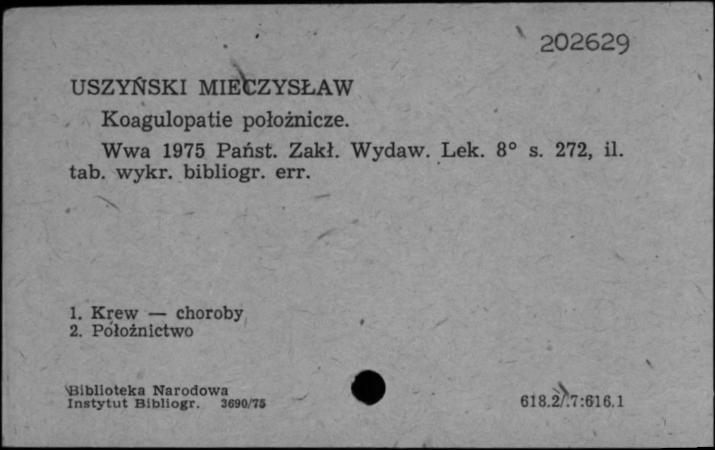 202629
USZYŃSKI MIECZYSŁAW
Koagulopatie położnicze.
Wwa 1975 Państ. Zakł. Wydaw. Lek. 8° s. 272, il.
tab. wykr. bibliogr. err.
1. Krew — choroby
2. Położnictwo
Biblioteka Narodowa
Instytut Bibliogr. 3690/75
618.2/.7:616.1